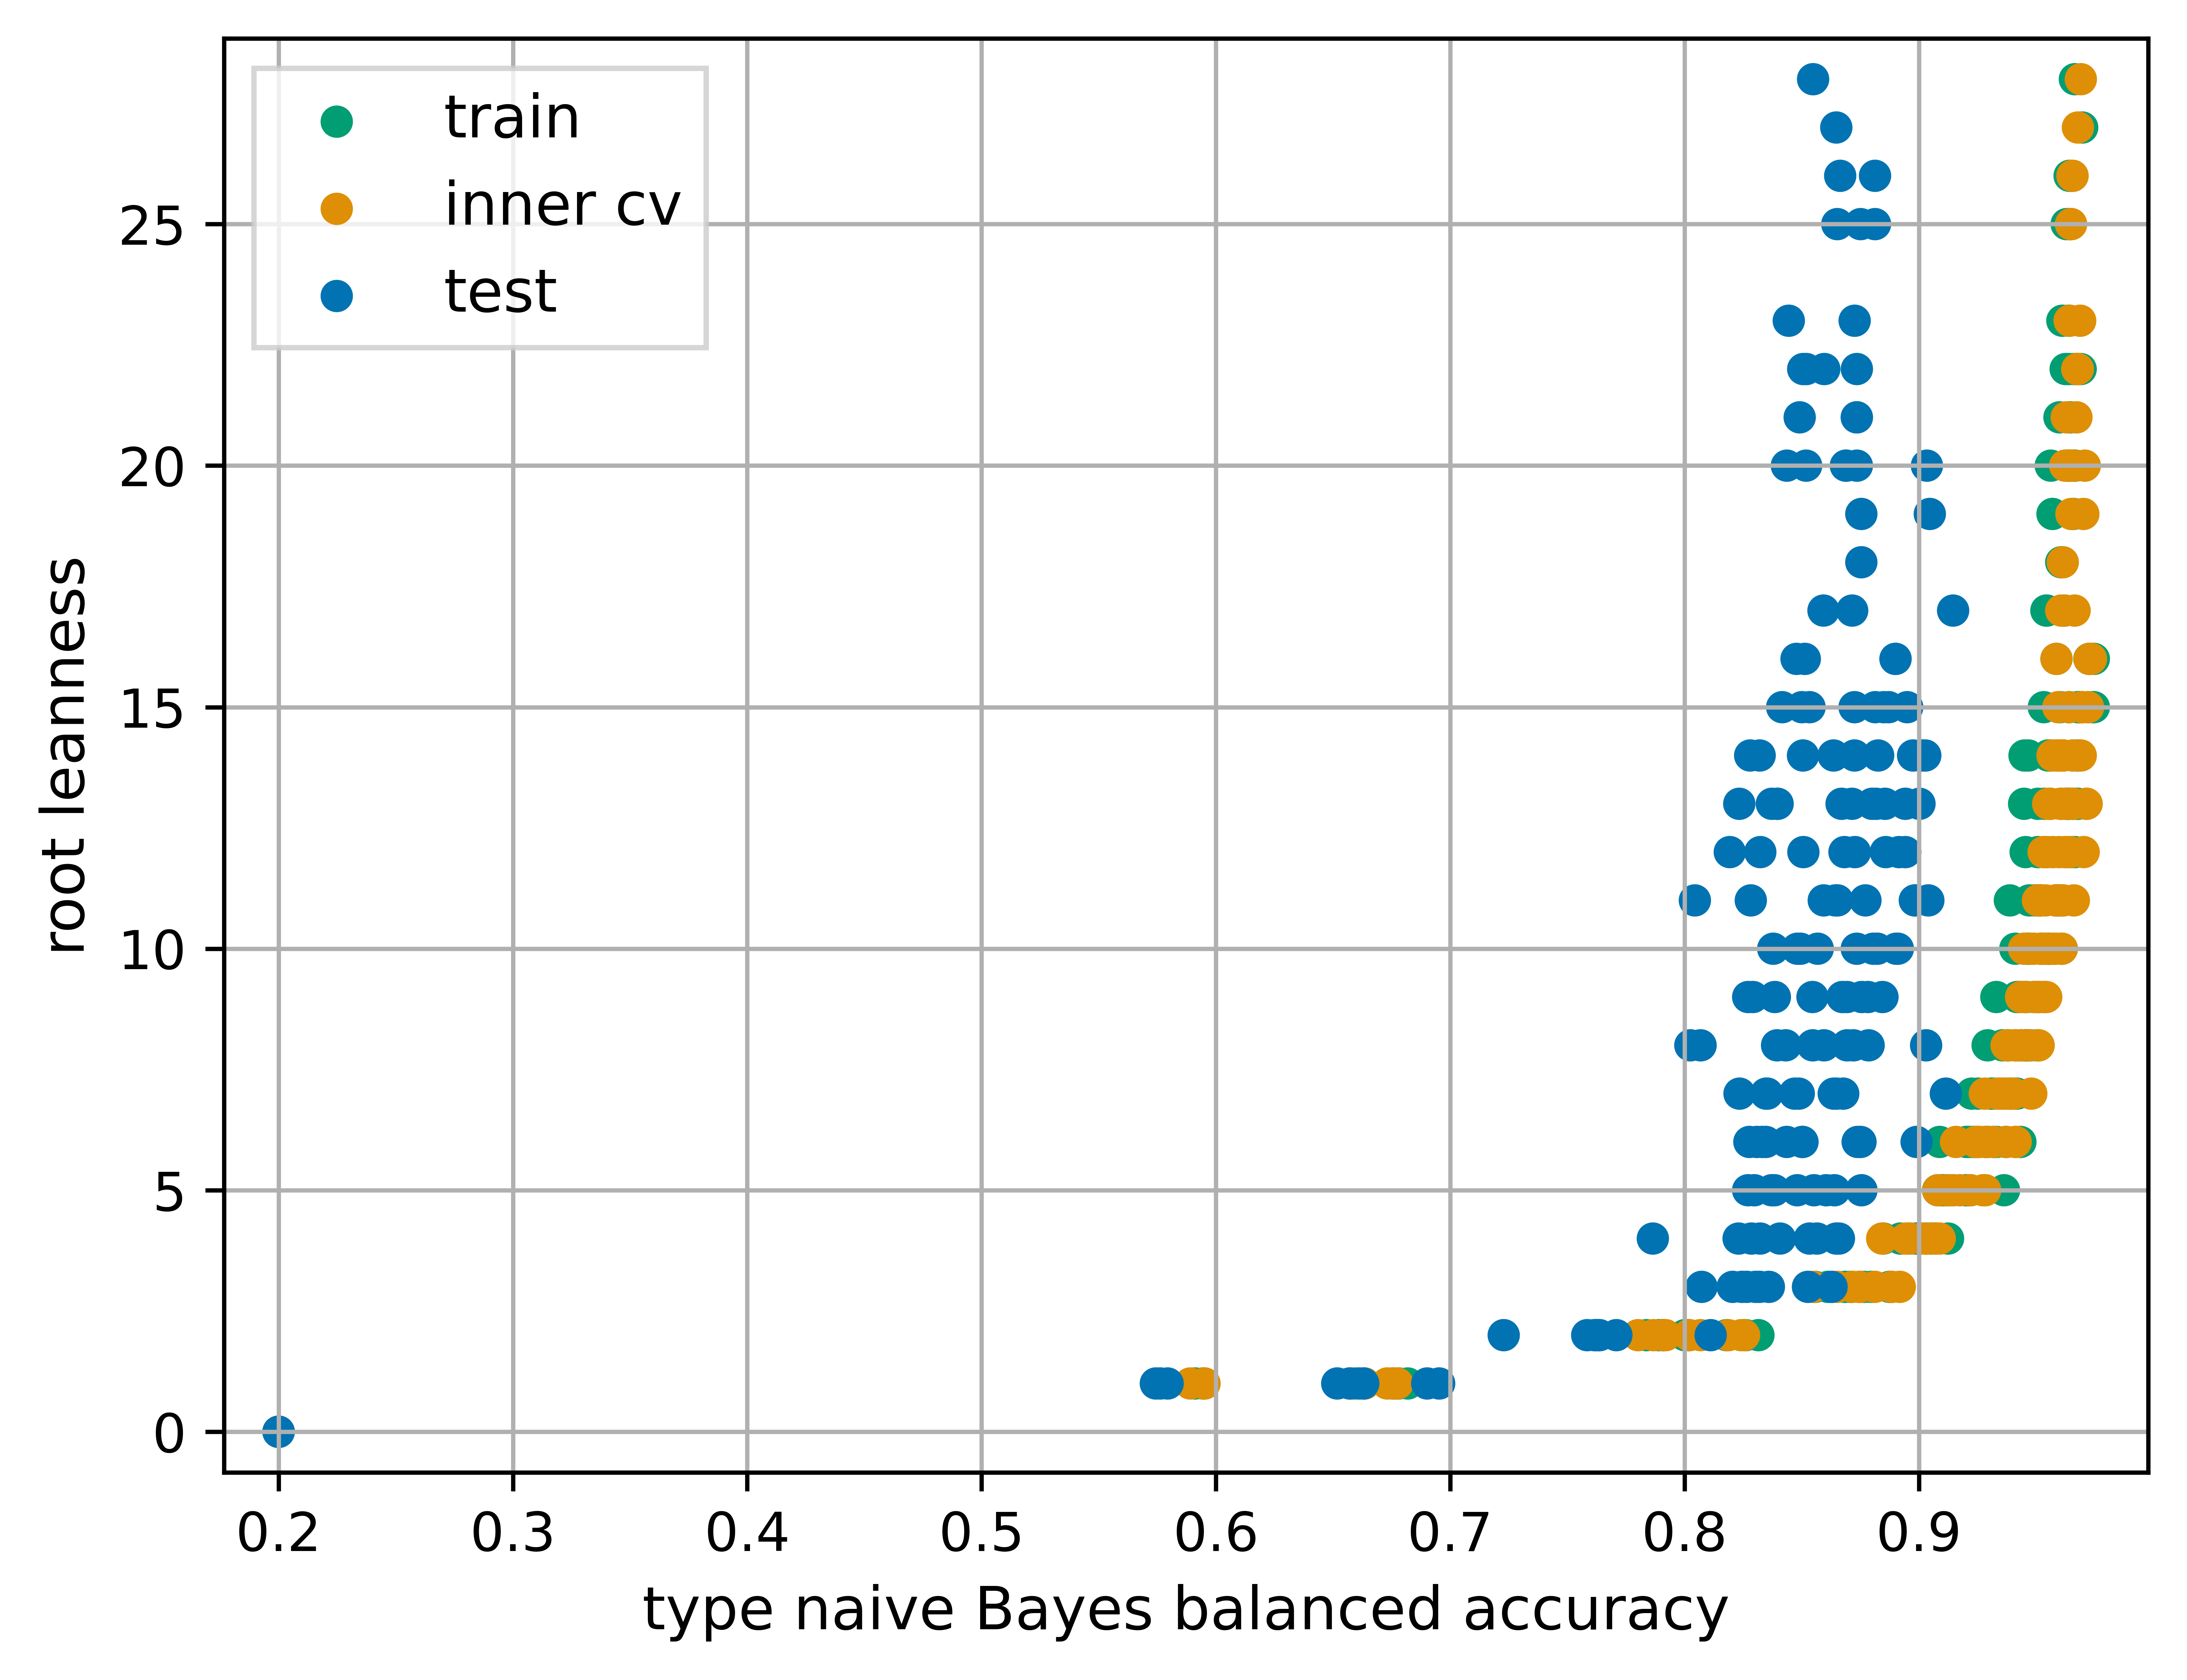 train
inner cv
test
25
20
15
10
5
0
root leanness
0.2 0.3 0.4 0.5 0.6 0.7 0.8 0.9
type naive Bayes balanced accuracy